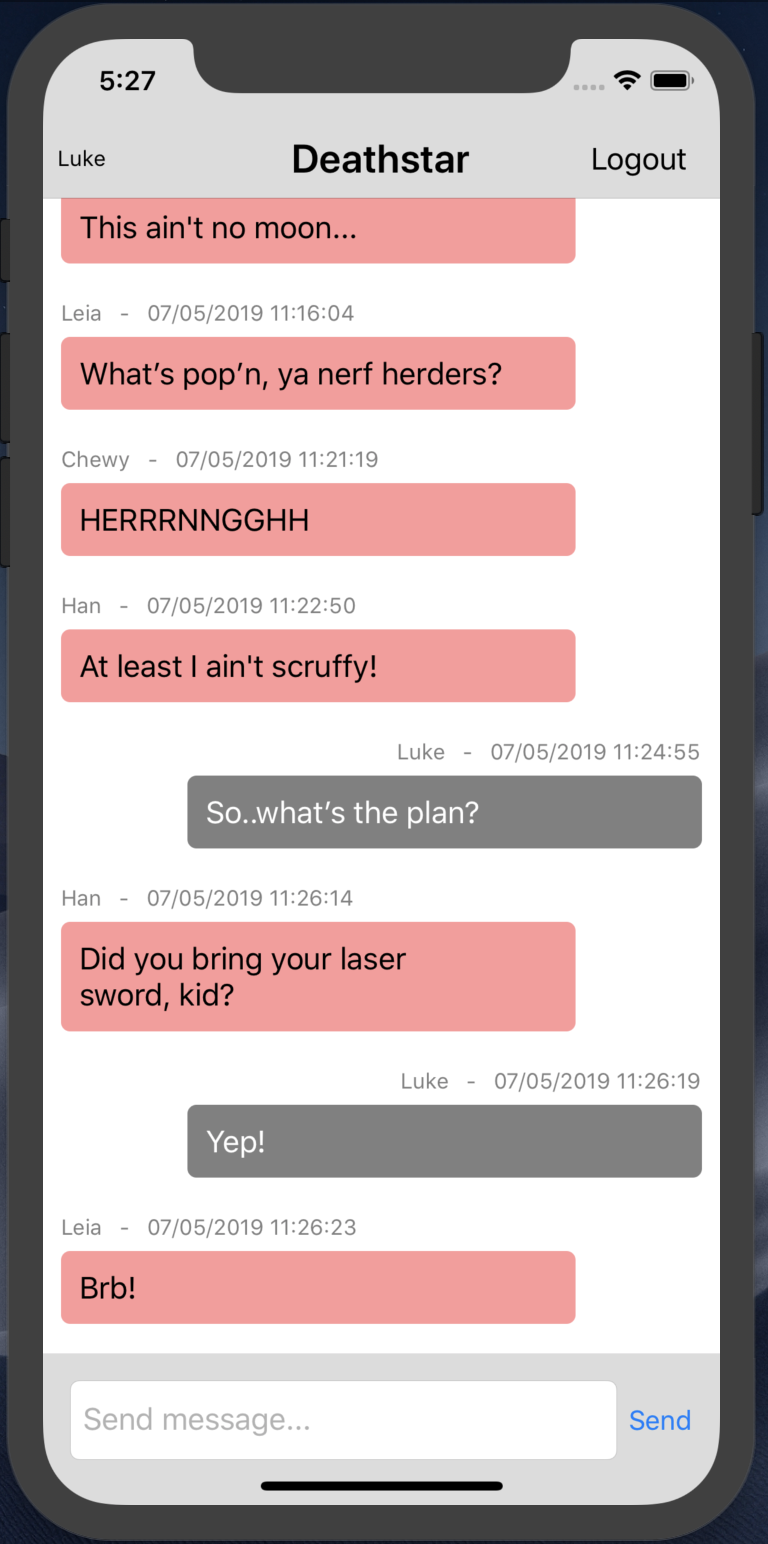 5:27
Luke Deathstar Logout
This ain't no moon...
Leia - 07/05/2019 11:16:04
What’s pop’n, ya nerf herders?
Chewy - 07/05/2019 11:21:19
HERRRNNGGHH
Han - 07/05/2019 11:22:50
At least I ain't scruffy!
Luke - 07/05/2019 11:24:55
So..what’s the plan?
Han - 07/05/2019 11:26:14
Did you bring your laser
sword, kid?
Luke - 07/05/2019 11:26:19
Yep!
Leia - 07/05/2019 11:26:23
Brb!
Send message... Send